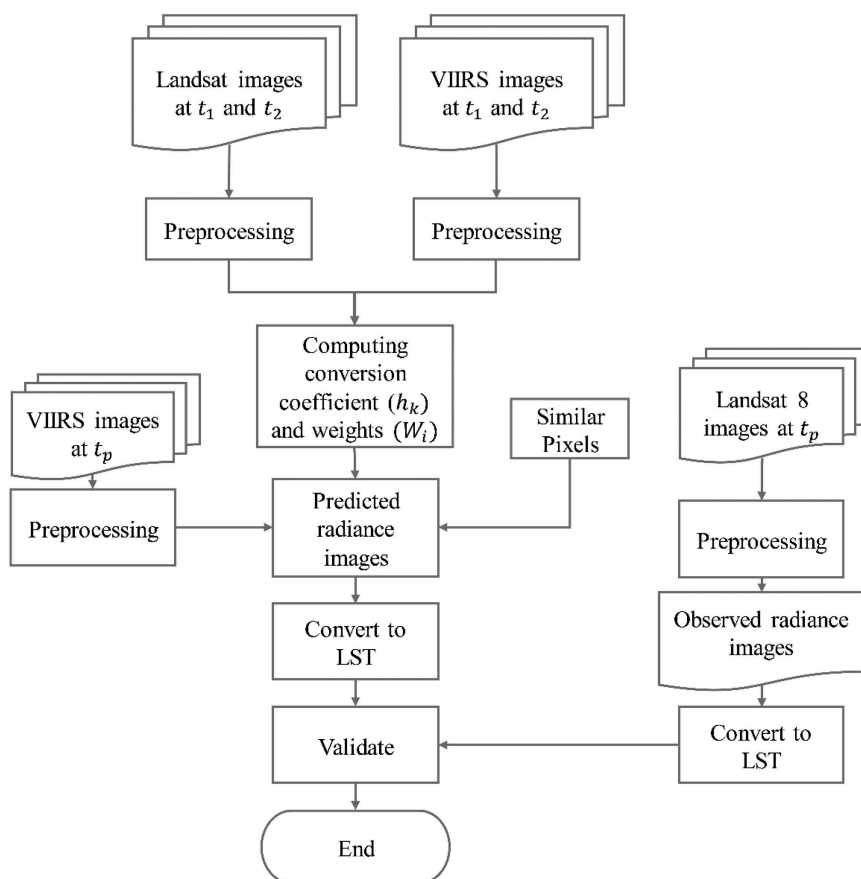 Landsat images
at t₁ and t₂
VIIRS images
at t₁ and t₂
Preprocessing
Preprocessing
Computing
conversion
coefficient (hₖ)
and weights (Wᵢ)
VIIRS images
at tₚ
Similar
Pixels
Landsat 8
images at tₚ
Preprocessing
Predicted
radiance
images
Preprocessing
Convert to
LST
Observed radiance
images
Validate
Convert to
LST
End